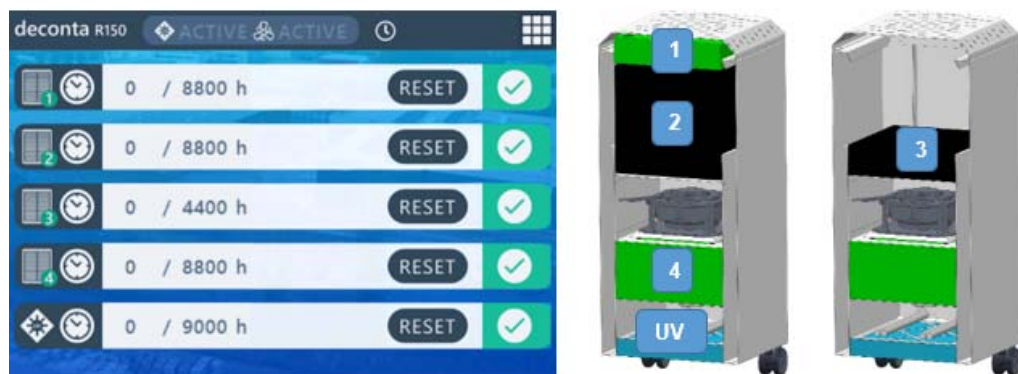 deconta R150 ACTIVE ACTIVE
1 0 / 8800 h RESET
2 0 / 8800 h RESET
3 0 / 4400 h RESET
4 0 / 8800 h RESET
0 / 9000 h RESET
1
2
4
UV
3